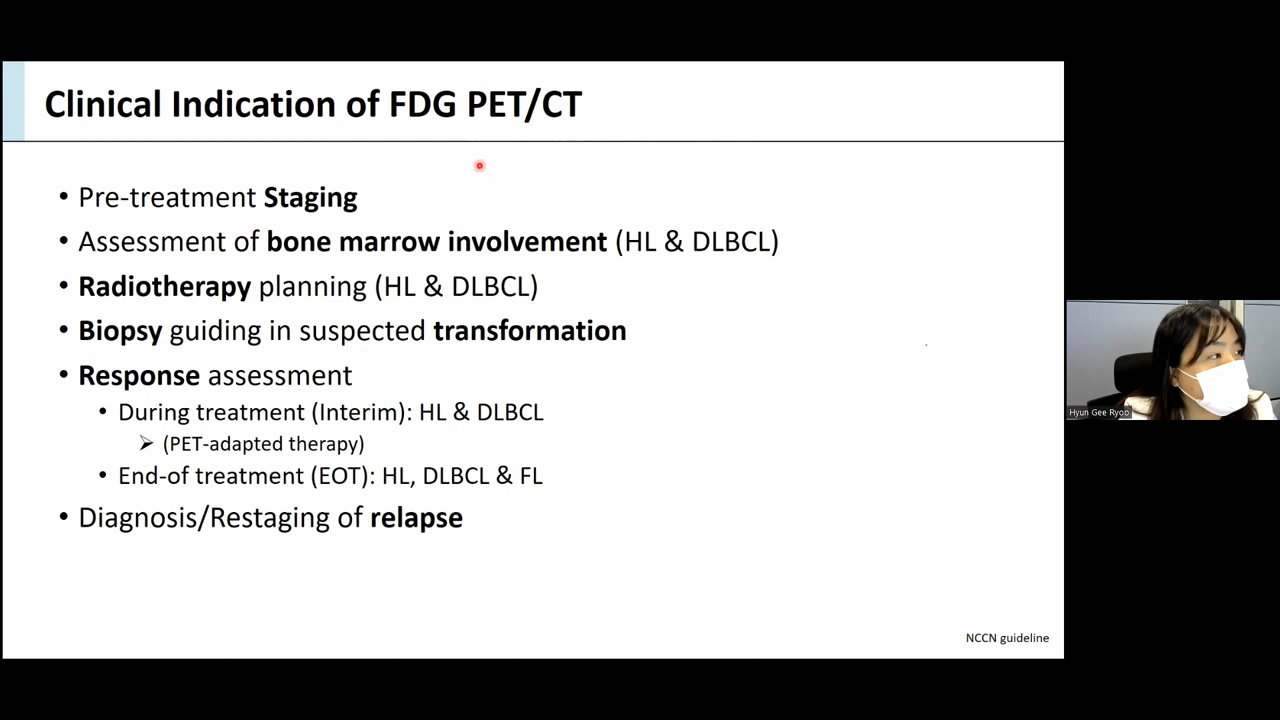 Clinical Indication of FDG PET/CT
• Pre-treatment Staging
• Assessment of bone marrow involvement (HL & DLBCL)
• Radiotherapy planning (HL & DLBCL)
• Biopsy guiding in suspected transformation
• Response assessment
• During treatment (Interim): HL & DLBCL
➢ (PET-adapted therapy)
• End-of treatment (EOT): HL, DLBCL & FL
• Diagnosis/Restaging of relapse
NCCN guideline
Hyun Gee Ryoo